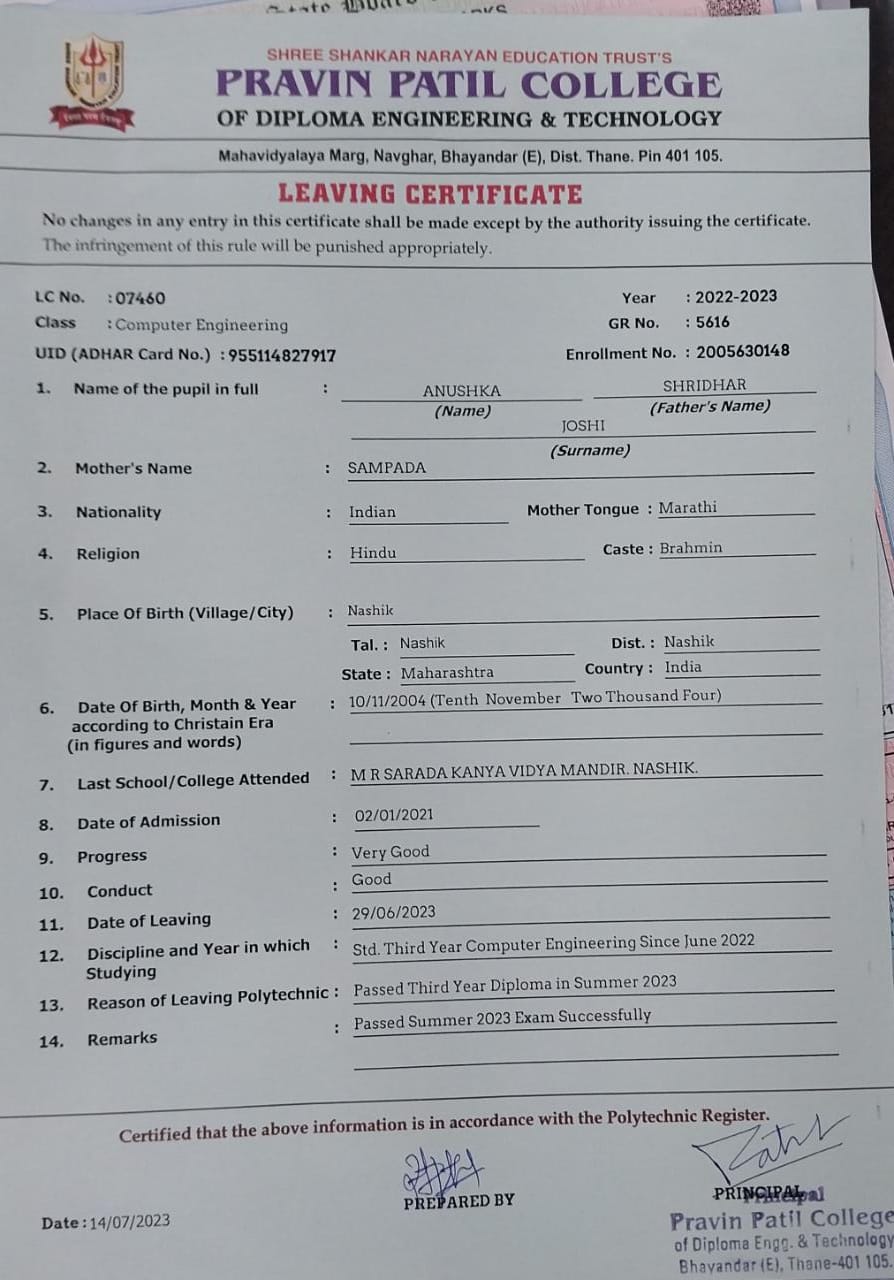 SHREE SHANKAR NARAYAN EDUCATION TRUST'S
PRAVIN PATIL COLLEGE
OF DIPLOMA ENGINEERING & TECHNOLOGY
Mahavidyalaya Marg, Navghar, Bhayandar (E), Dist. Thane. Pin 401 105.
LEAVING CERTIFICATE
No changes in any entry in this certificate shall be made except by the authority issuing the certificate.
The infringement of this rule will be punished appropriately.
LC No. : 07460 Year : 2022-2023
Class : Computer Engineering GR No. : 5616
UID (ADHAR Card No.) : 955114827917 Enrollment No. : 2005630148
1. Name of the pupil in full : ANUSHKA SHRIDHAR
(Name) (Father's Name)
JOSHI
(Surname)
2. Mother's Name : SAMPADA
3. Nationality : Indian Mother Tongue : Marathi
4. Religion : Hindu Caste : Brahmin
5. Place Of Birth (Village/City) : Nashik
Tal. : Nashik Dist. : Nashik
State : Maharashtra Country : India
6. Date Of Birth, Month & Year : 10/11/2004 (Tenth November Two Thousand Four)
according to Christain Era
(in figures and words)
7. Last School/College Attended : M R SARADA KANYA VIDYA MANDIR. NASHIK.
8. Date of Admission : 02/01/2021
9. Progress : Very Good
10. Conduct : Good
11. Date of Leaving : 29/06/2023
12. Discipline and Year in which : Std. Third Year Computer Engineering Since June 2022
Studying
13. Reason of Leaving Polytechnic : Passed Third Year Diploma in Summer 2023
14. Remarks : Passed Summer 2023 Exam Successfully
Certified that the above information is in accordance with the Polytechnic Register.
PREPARED BY
PRINCIPAL
Principal
Date : 14/07/2023
Pravin Patil College
of Diploma Engg. & Technology
Bhayandar (E), Thane-401 105.